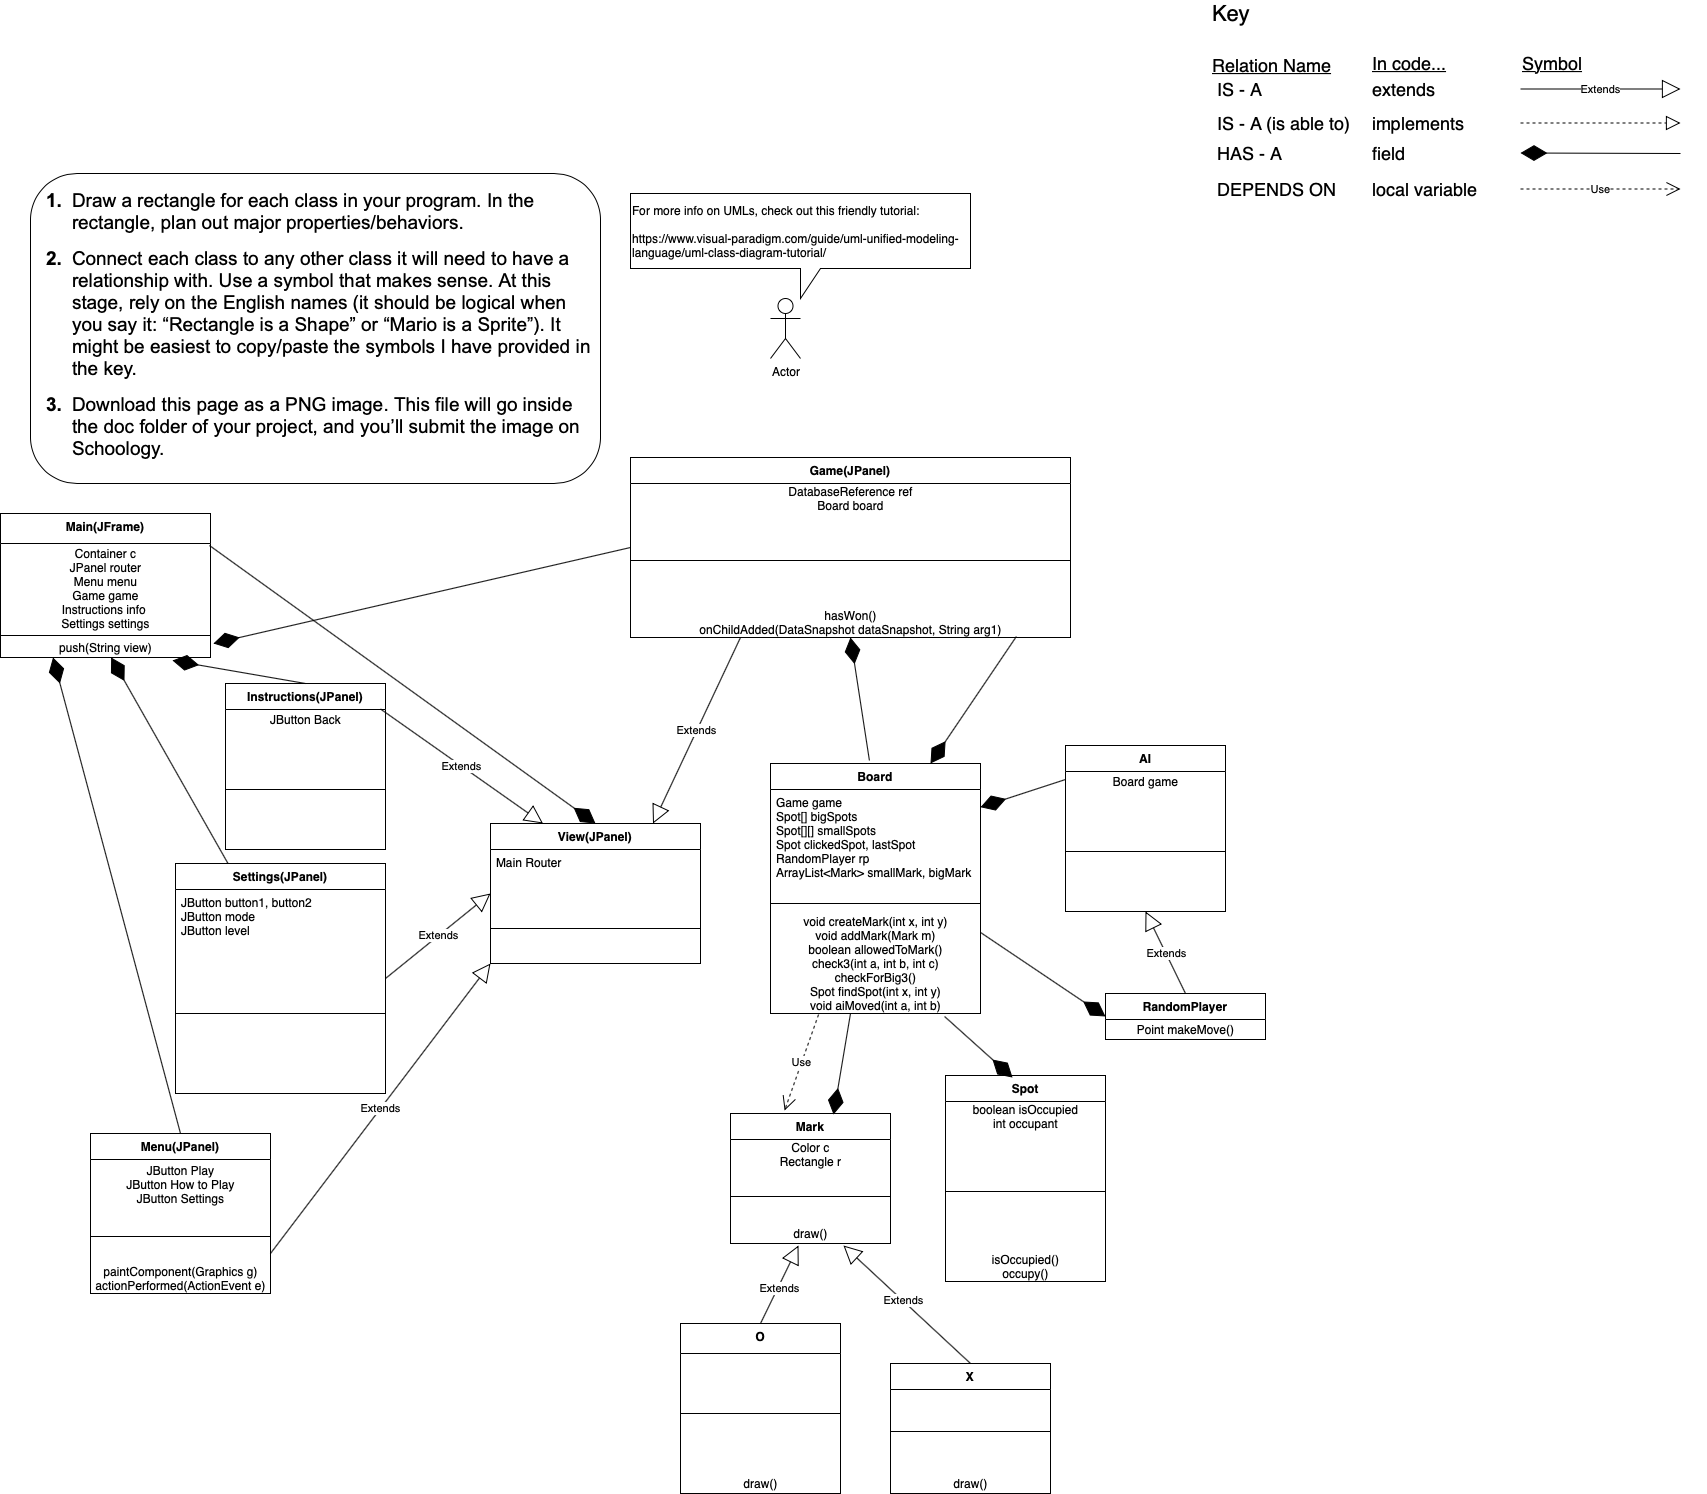 Key
Relation Name In code... Symbol
IS - A extends Extends
IS - A (is able to) implements
HAS - A field
DEPENDS ON local variable Use
1. Draw a rectangle for each class in your program. In the
rectangle, plan out major properties/behaviors.
2. Connect each class to any other class it will need to have a
relationship with. Use a symbol that makes sense. At this
stage, rely on the English names (it should be logical when
you say it: “Rectangle is a Shape” or “Mario is a Sprite”). It
might be easiest to copy/paste the symbols I have provided in
the key.
3. Download this page as a PNG image. This file will go inside
the doc folder of your project, and you’ll submit the image on
Schoology.
For more info on UMLs, check out this friendly tutorial:
https://www.visual-paradigm.com/guide/uml-unified-modeling-
language/uml-class-diagram-tutorial/
Actor
Game(JPanel)
DatabaseReference ref
Board board
hasWon()
onChildAdded(DataSnapshot dataSnapshot, String arg1)
Main(JFrame)
Container c
JPanel router
Menu menu
Game game
Instructions info
Settings settings
push(String view)
Instructions(JPanel)
JButton Back
Extends
Extends
View(JPanel)
Main Router
Settings(JPanel)
JButton button1, button2
JButton mode
JButton level
Extends
Extends
Menu(JPanel)
JButton Play
JButton How to Play
JButton Settings
paintComponent(Graphics g)
actionPerformed(ActionEvent e)
Board
Game game
Spot[] bigSpots
Spot[][] smallSpots
Spot clickedSpot, lastSpot
RandomPlayer rp
ArrayList<Mark> smallMark, bigMark
void createMark(int x, int y)
void addMark(Mark m)
boolean allowedToMark()
check3(int a, int b, int c)
checkForBig3()
Spot findSpot(int x, int y)
void aiMoved(int a, int b)
AI
Board game
Extends
RandomPlayer
Point makeMove()
Use
Mark
Color c
Rectangle r
draw()
Spot
boolean isOccupied
int occupant
isOccupied()
occupy()
Extends
Extends
O
draw()
X
draw()